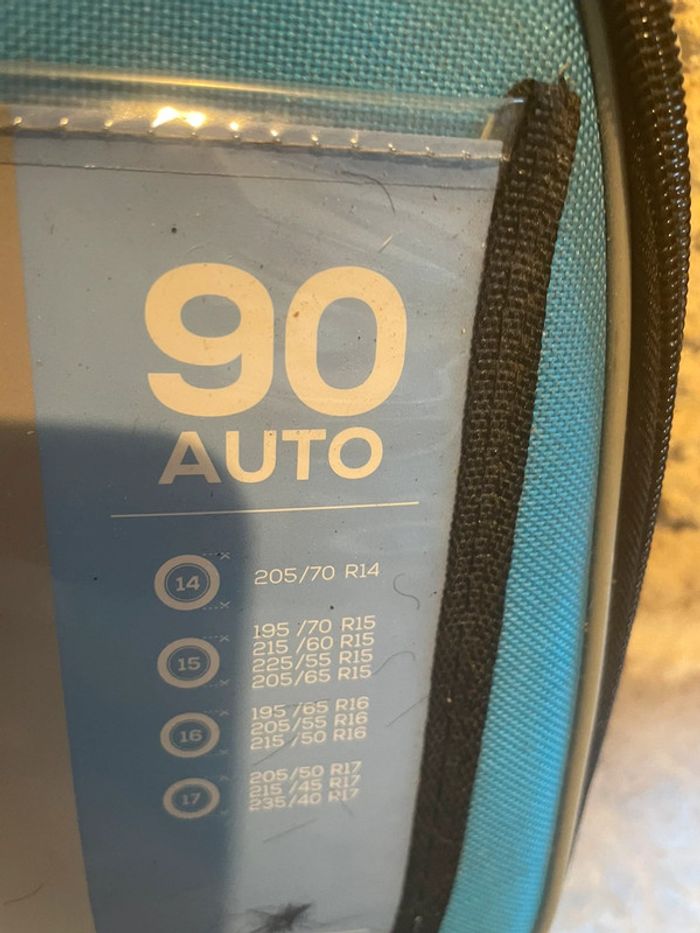 90
AUTO
14 205/70 R14
195 /70 R15
215 /60 R15
15 225/55 R15
205/65 R15
195 /65 R16
16 205/55 R16
215 /50 R16
205/50 R17
17 215 /45 R17
235/40 R17